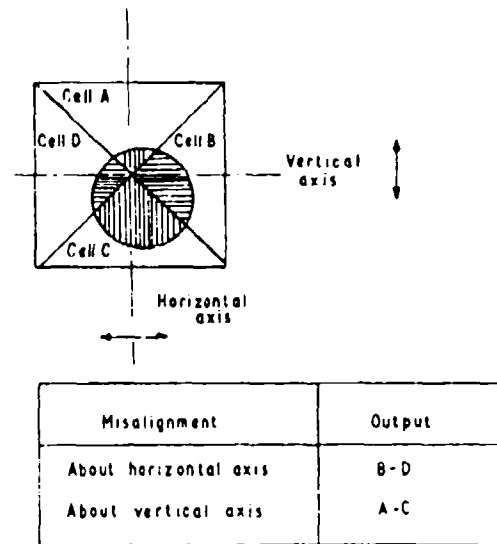 Cell A
Cell D
Cell B
Vertical
axis
Cell C
Horizontal
axis
Misalignment Output
About horizontal axis B-D
About vertical axis A-C